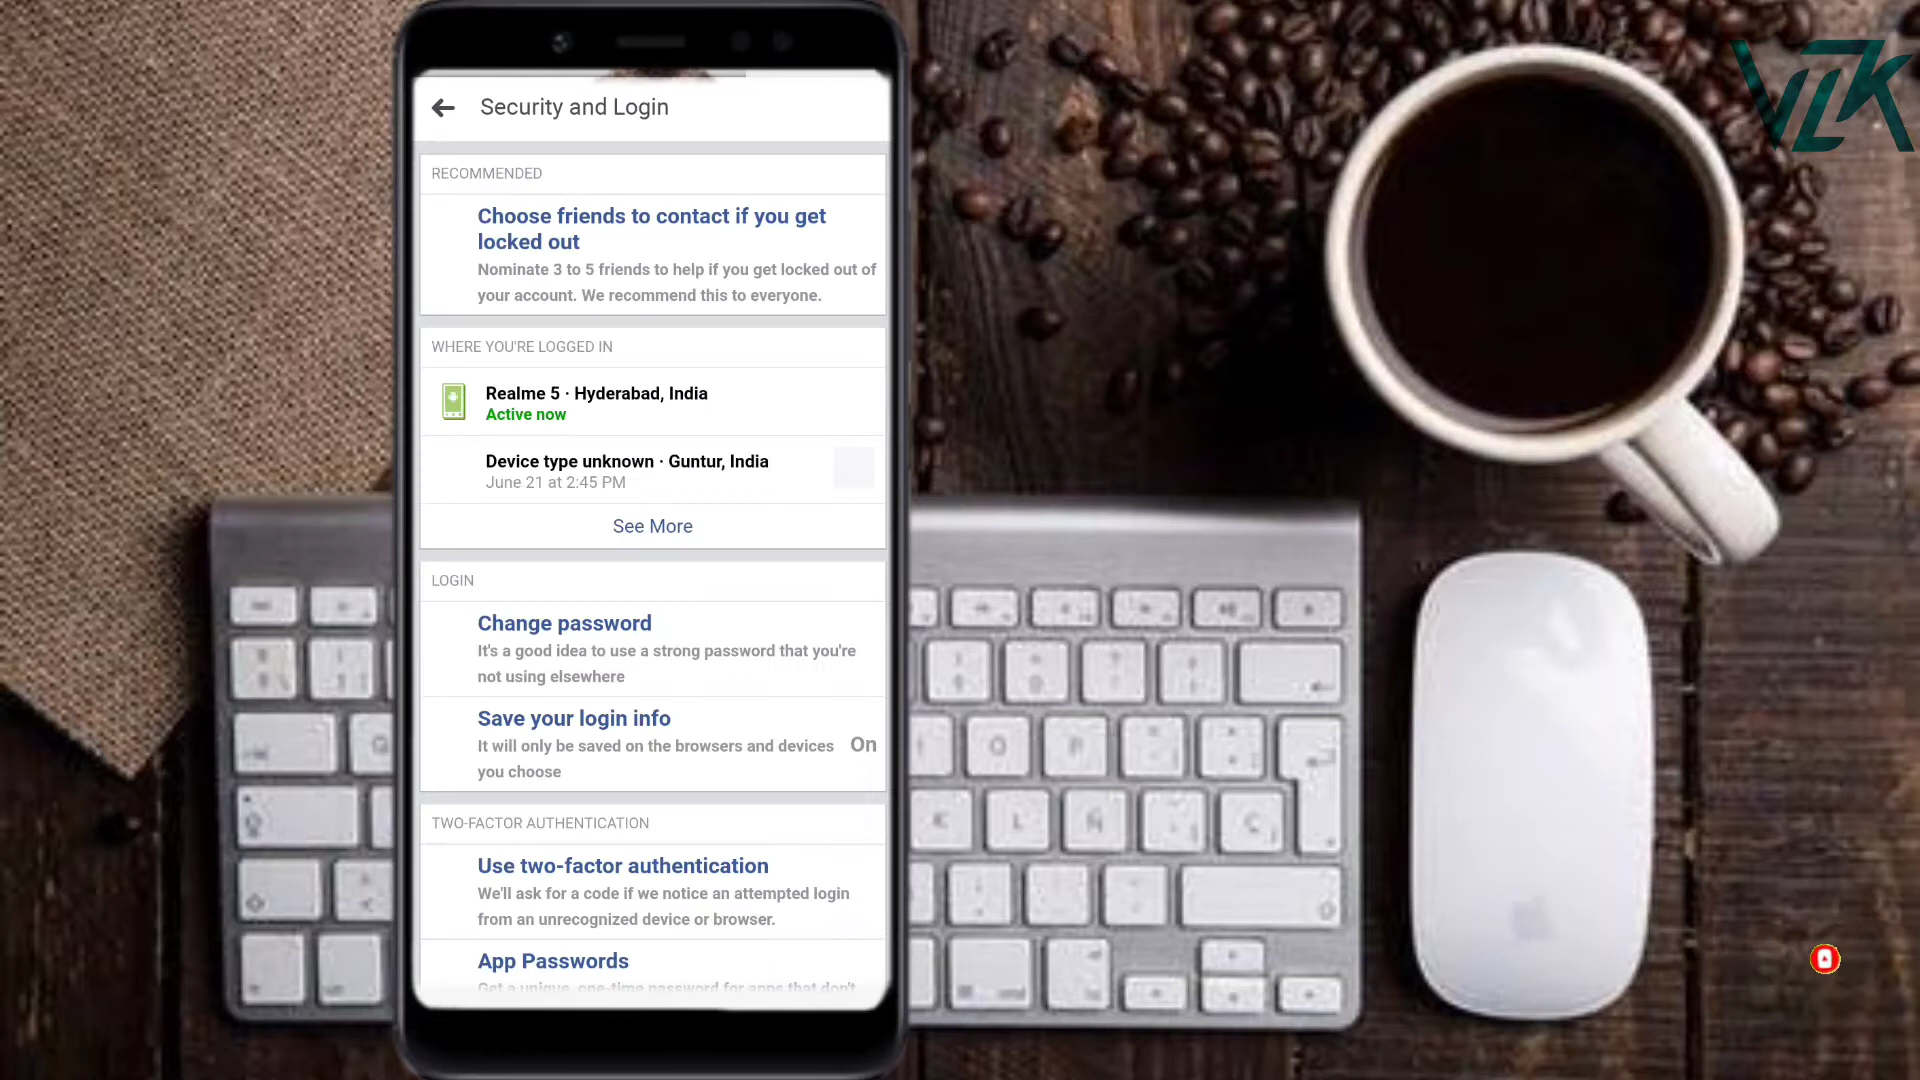 VLK
Security and Login
RECOMMENDED
Choose friends to contact if you get
locked out
Nominate 3 to 5 friends to help if you get locked out of
your account. We recommend this to everyone.
WHERE YOU'RE LOGGED IN
Realme 5 · Hyderabad, India
Active now
Device type unknown · Guntur, India
June 21 at 2:45 PM
See More
LOGIN
Change password
It's a good idea to use a strong password that you're
not using elsewhere
Save your login info
It will only be saved on the browsers and devices On
you choose
TWO-FACTOR AUTHENTICATION
Use two-factor authentication
We'll ask for a code if we notice an attempted login
from an unrecognized device or browser.
App Passwords
Get a unique, one-time password for apps that don't